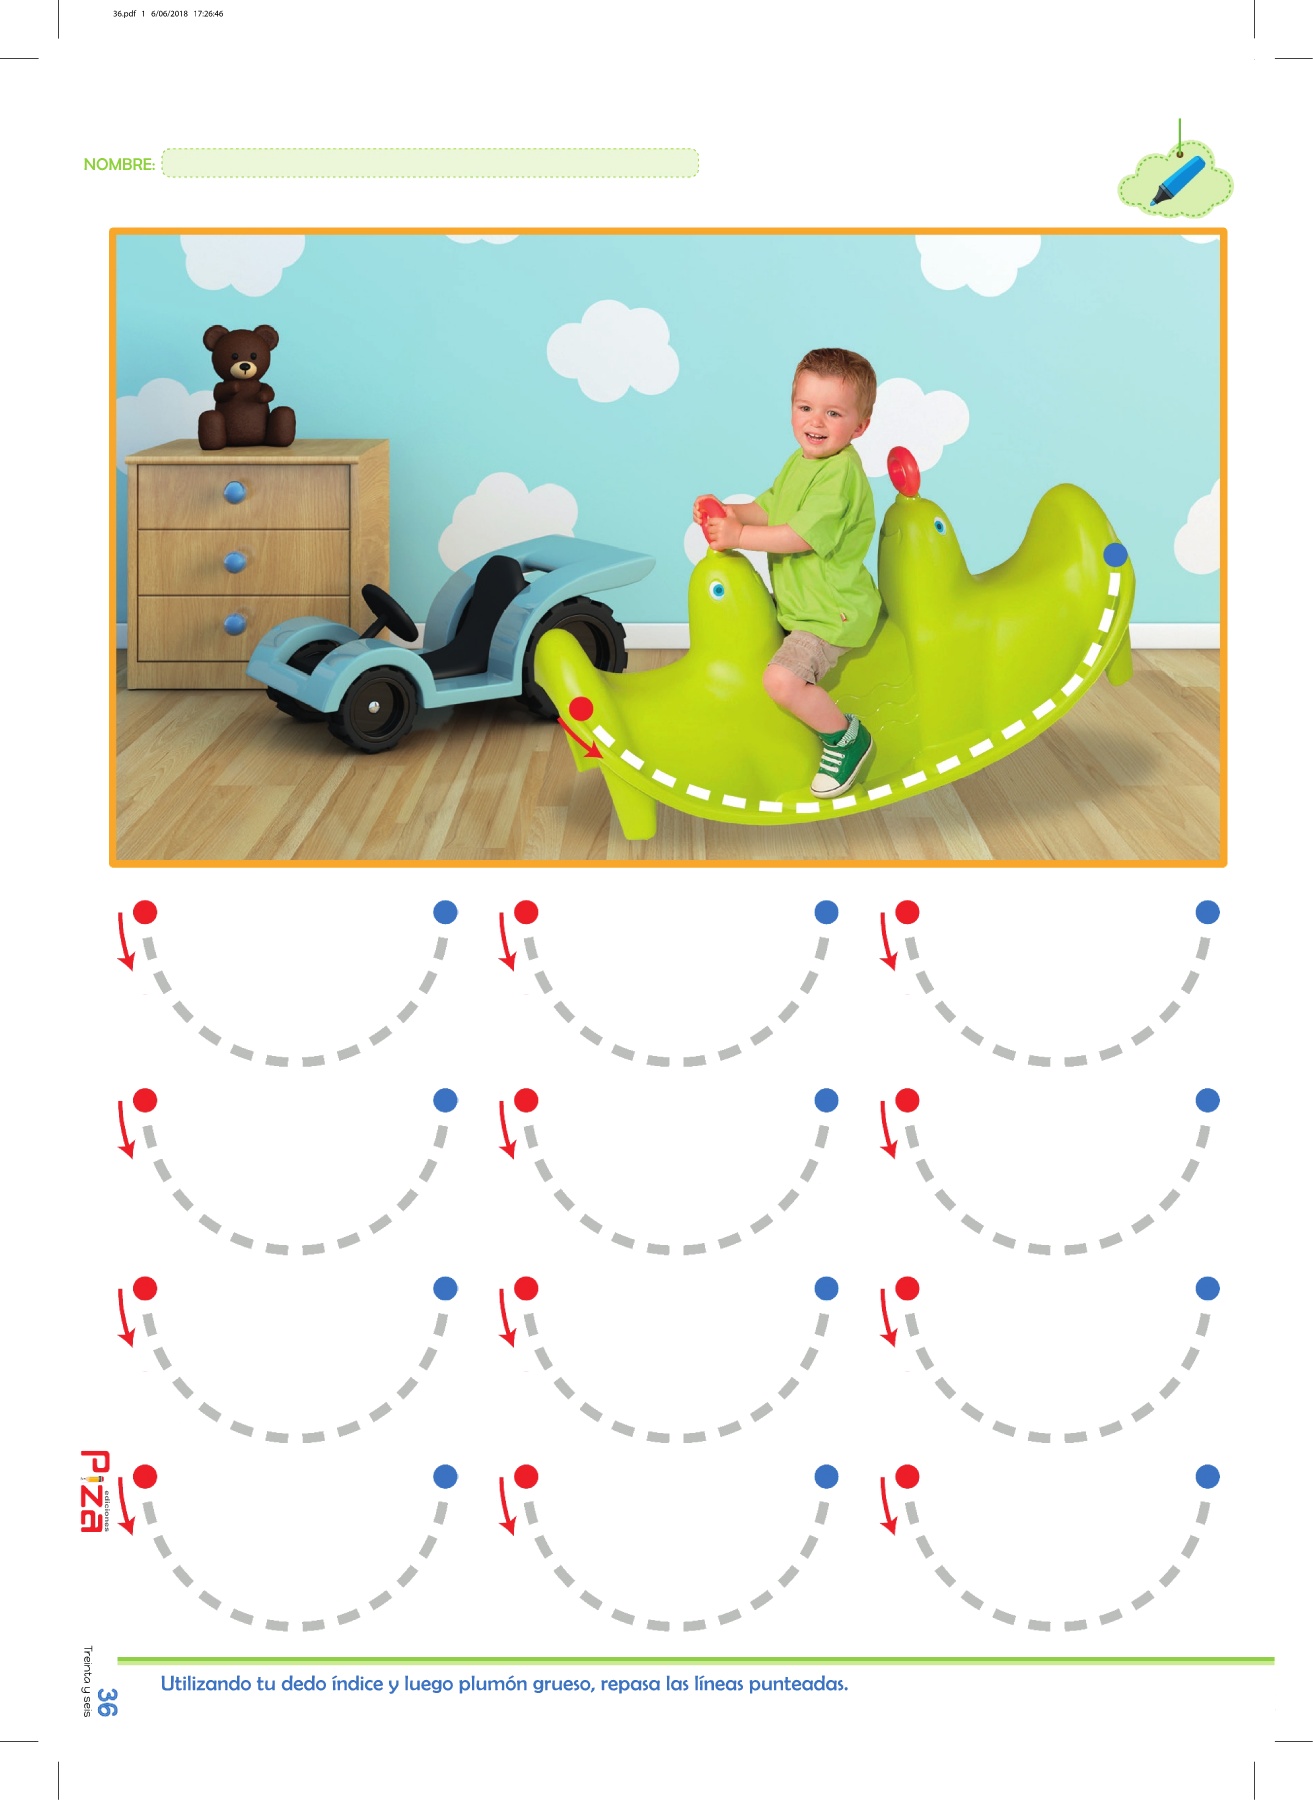 36.pdf 1 6/06/2018 17:26:46
NOMBRE:
PIZA
ediciones
Treinta y seis
36
Utilizando tu dedo índice y luego plumón grueso, repasa las líneas punteadas.